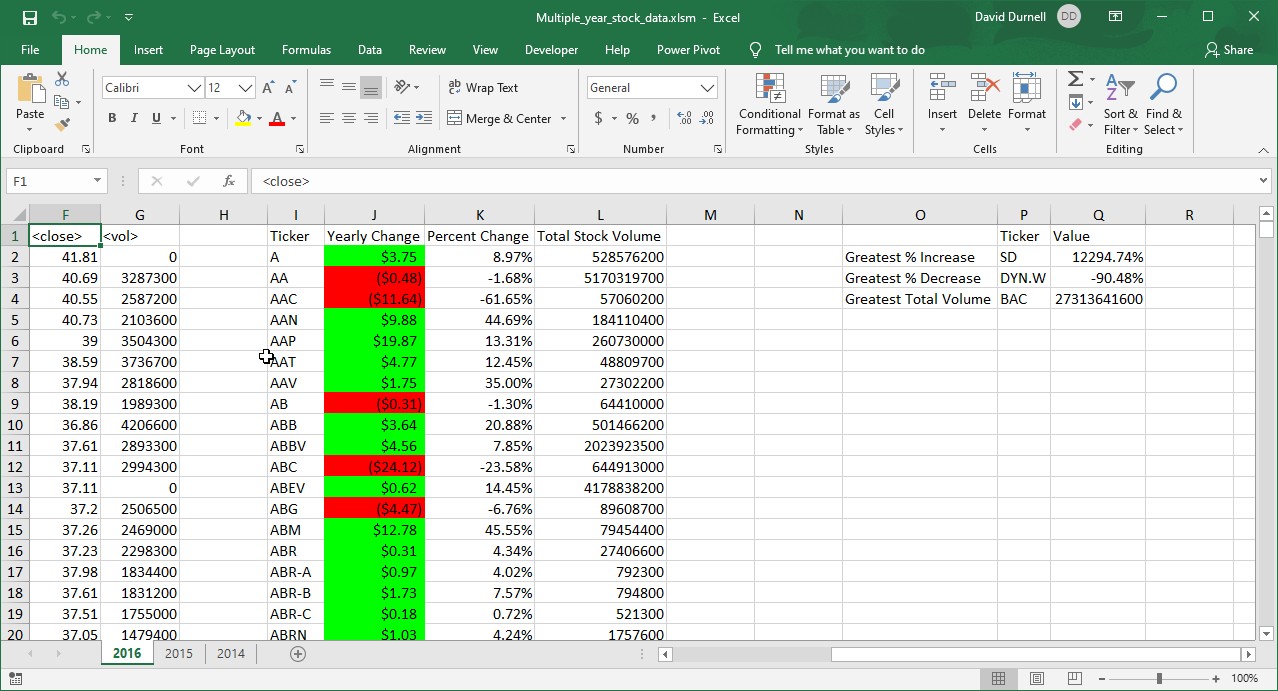 Multiple_year_stock_data.xlsm - Excel David Durnell DD
File Home Insert Page Layout Formulas Data Review View Developer Help Power Pivot Tell me what you want to do Share
Calibri 12 Wrap Text General
Paste B I U Merge & Center $ % , Conditional Formatting Format as Table Cell Styles Insert Delete Format Sort & Filter Find & Select
Clipboard Font Alignment Number Styles Cells Editing
F1 fx <close>
F G H I J K L M N O P Q R
1 <close> <vol> Ticker Yearly Change Percent Change Total Stock Volume Ticker Value
2 41.81 0 A $3.75 8.97% 528576200 Greatest % Increase SD 12294.74%
3 40.69 3287300 AA ($0.48) -1.68% 5170319700 Greatest % Decrease DYN.W -90.48%
4 40.55 2587200 AAC ($11.64) -61.65% 57060200 Greatest Total Volume BAC 27313641600
5 40.73 2103600 AAN $9.88 44.69% 184110400
6 39 3504300 AAP $19.87 13.31% 260730000
7 38.59 3736700 AAT $4.77 12.45% 48809700
8 37.94 2818600 AAV $1.75 35.00% 27302200
9 38.19 1989300 AB ($0.31) -1.30% 64410000
10 36.86 4206600 ABB $3.64 20.88% 501466200
11 37.61 2893300 ABBV $4.56 7.85% 2023923500
12 37.11 2994300 ABC ($24.12) -23.58% 644913000
13 37.11 0 ABEV $0.62 14.45% 4178838200
14 37.2 2506500 ABG ($4.47) -6.76% 89608700
15 37.26 2469000 ABM $12.78 45.55% 79454400
16 37.23 2298300 ABR $0.31 4.34% 27406600
17 37.98 1834400 ABR-A $0.97 4.02% 792300
18 37.61 1831200 ABR-B $1.73 7.57% 794800
19 37.51 1755000 ABR-C $0.18 0.72% 521300
20 37.05 1479400 ABRN $1.03 4.24% 1757600
2016 2015 2014
100%